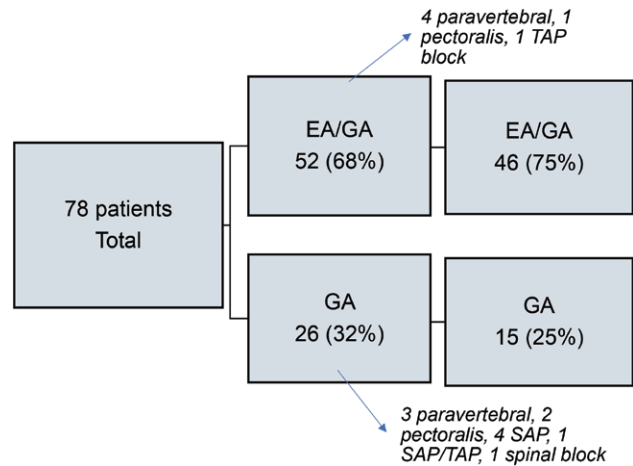 4 paravertebral, 1
pectoralis, 1 TAP
block
EA/GA
52 (68%)
EA/GA
46 (75%)
78 patients
Total
GA
26 (32%)
GA
15 (25%)
3 paravertebral, 2
pectoralis, 4 SAP, 1
SAP/TAP, 1 spinal block